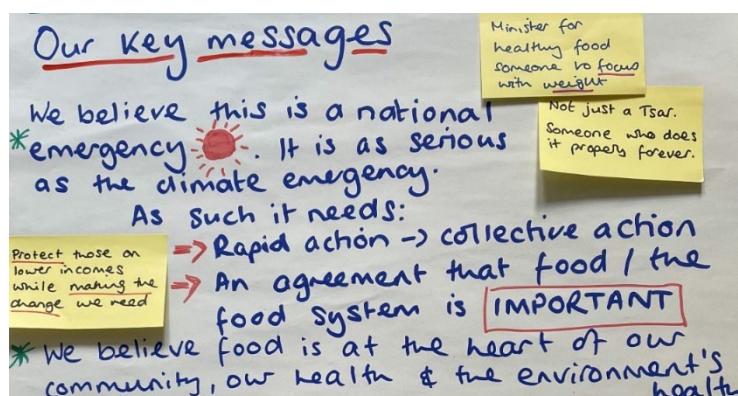 Our key messages
Minister for
healthy food
someone to focus
with weight
Not just a Tsar.
Someone who does
it properly forever.
We believe this is a national
*emergency. It is as serious
as the climate emergency.
As such it needs:
Protect those on
lower incomes
while making the
change we need
=> Rapid action -> collective action
=> An agreement that food / the
food system is IMPORTANT
* We believe food is at the heart of our
community, our health & the environment's
health